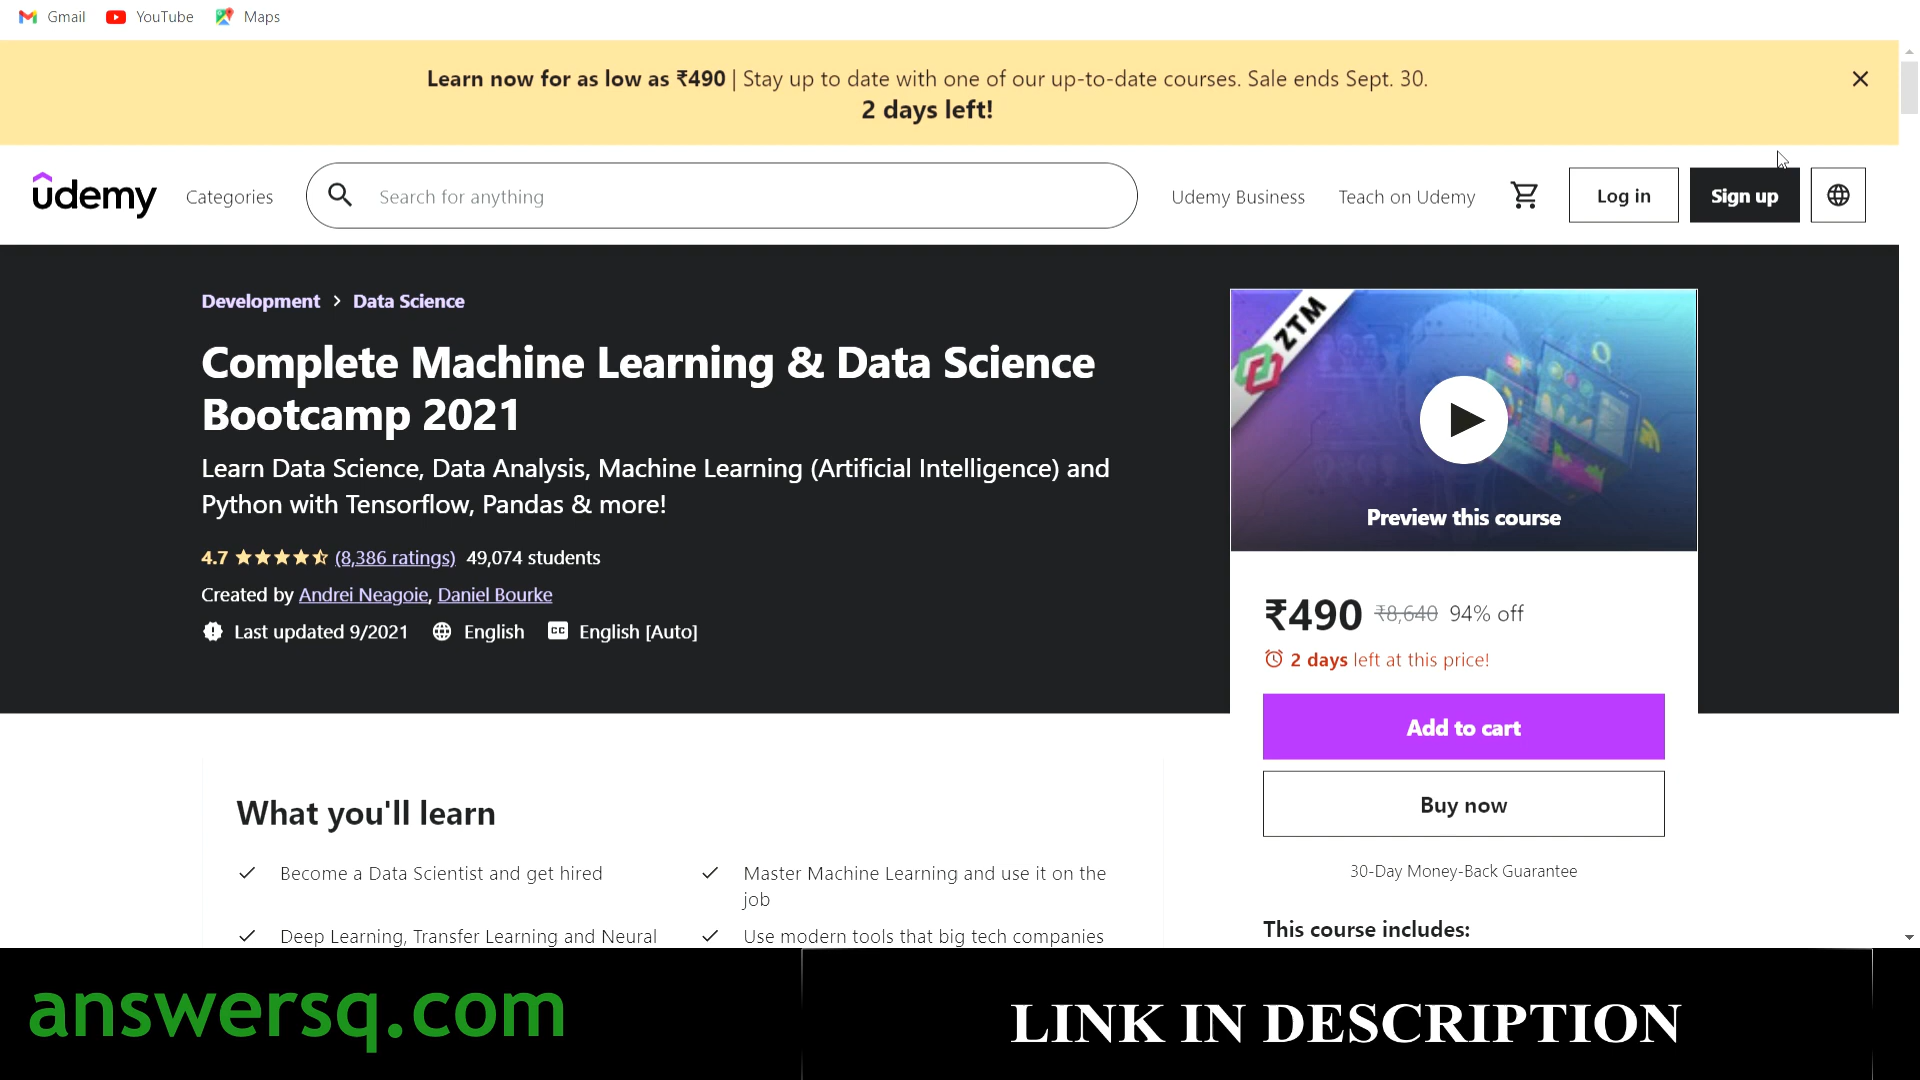 Gmail YouTube Maps
Learn now for as low as ₹490 | Stay up to date with one of our up-to-date courses. Sale ends Sept. 30.
2 days left!
ûdemy Categories Search for anything Udemy Business Teach on Udemy Log in Sign up
Development > Data Science
Complete Machine Learning & Data Science
Bootcamp 2021
Learn Data Science, Data Analysis, Machine Learning (Artificial Intelligence) and
Python with Tensorflow, Pandas & more!
4.7 (8,386 ratings) 49,074 students
Created by Andrei Neagoie, Daniel Bourke
Last updated 9/2021 English CC English [Auto]
ZTM
Preview this course
₹490 ₹8,640 94% off
2 days left at this price!
Add to cart
Buy now
30-Day Money-Back Guarantee
This course includes:
What you'll learn
Become a Data Scientist and get hired
Master Machine Learning and use it on the
job
Deep Learning, Transfer Learning and Neural
Use modern tools that big tech companies
answersq.com
LINK IN DESCRIPTION